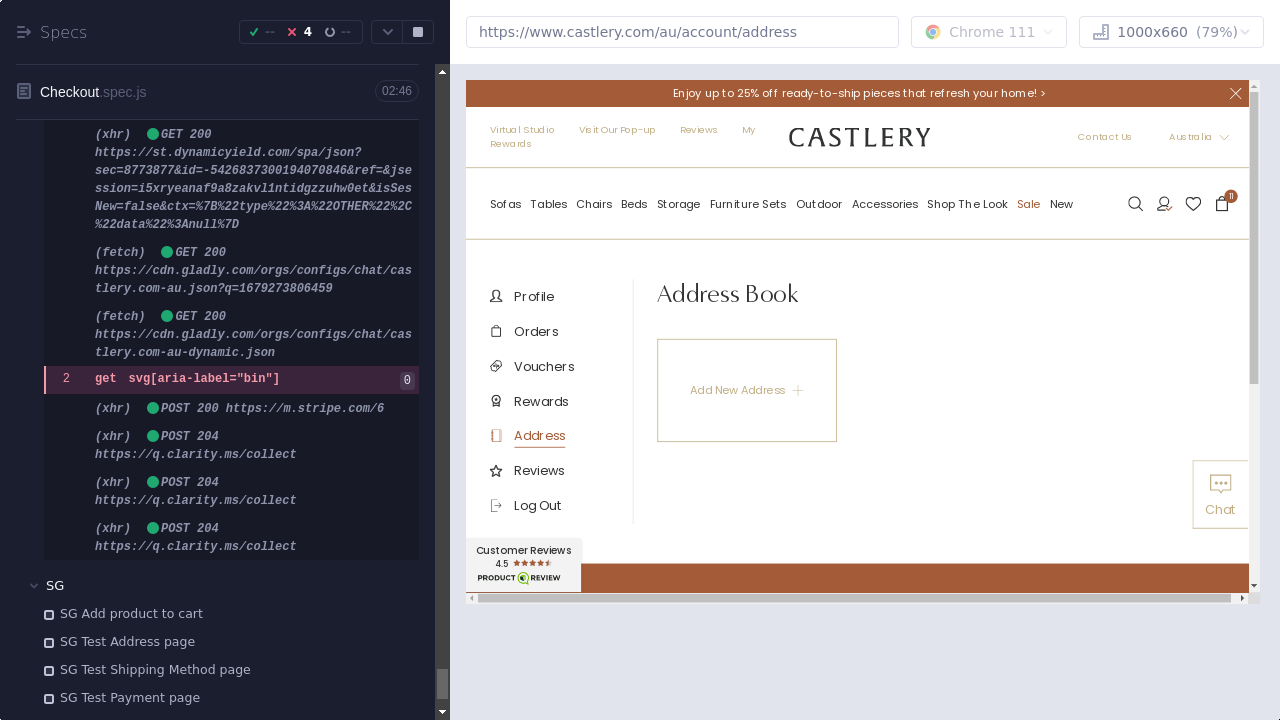 Specs
--
4
--
Checkout.spec.js
02:46
(xhr) GET 200
https://st.dynamicyield.com/spa/json?
sec=8773877&id=-5426837300194070846&ref=&jse
ssion=i5xryeanaf9a8zakvl1ntidgzzuhw0et&isSes
New=false&ctx=%7B%22type%22%3A%22OTHER%22%2C
%22data%22%3Anull%7D
(fetch) GET 200
https://cdn.gladly.com/orgs/configs/chat/cas
tlery.com-au.json?q=1679273806459
(fetch) GET 200
https://cdn.gladly.com/orgs/configs/chat/cas
tlery.com-au-dynamic.json
2 get svg[aria-label="bin"] 0
(xhr) POST 200 https://m.stripe.com/6
(xhr) POST 204
https://q.clarity.ms/collect
(xhr) POST 204
https://q.clarity.ms/collect
(xhr) POST 204
https://q.clarity.ms/collect
SG
SG Add product to cart
SG Test Address page
SG Test Shipping Method page
SG Test Payment page
https://www.castlery.com/au/account/address
Chrome 111
1000x660 (79%)
Enjoy up to 25% off ready-to-ship pieces that refresh your home! >
Virtual Studio Visit Our Pop-up Reviews My
Rewards
CASTLERY
Contact Us Australia
Sofas Tables Chairs Beds Storage Furniture Sets Outdoor Accessories Shop The Look Sale New
11
Profile
Orders
Vouchers
Rewards
Address
Reviews
Log Out
Address Book
Add New Address
Chat
Customer Reviews
4.5
PRODUCT REVIEW